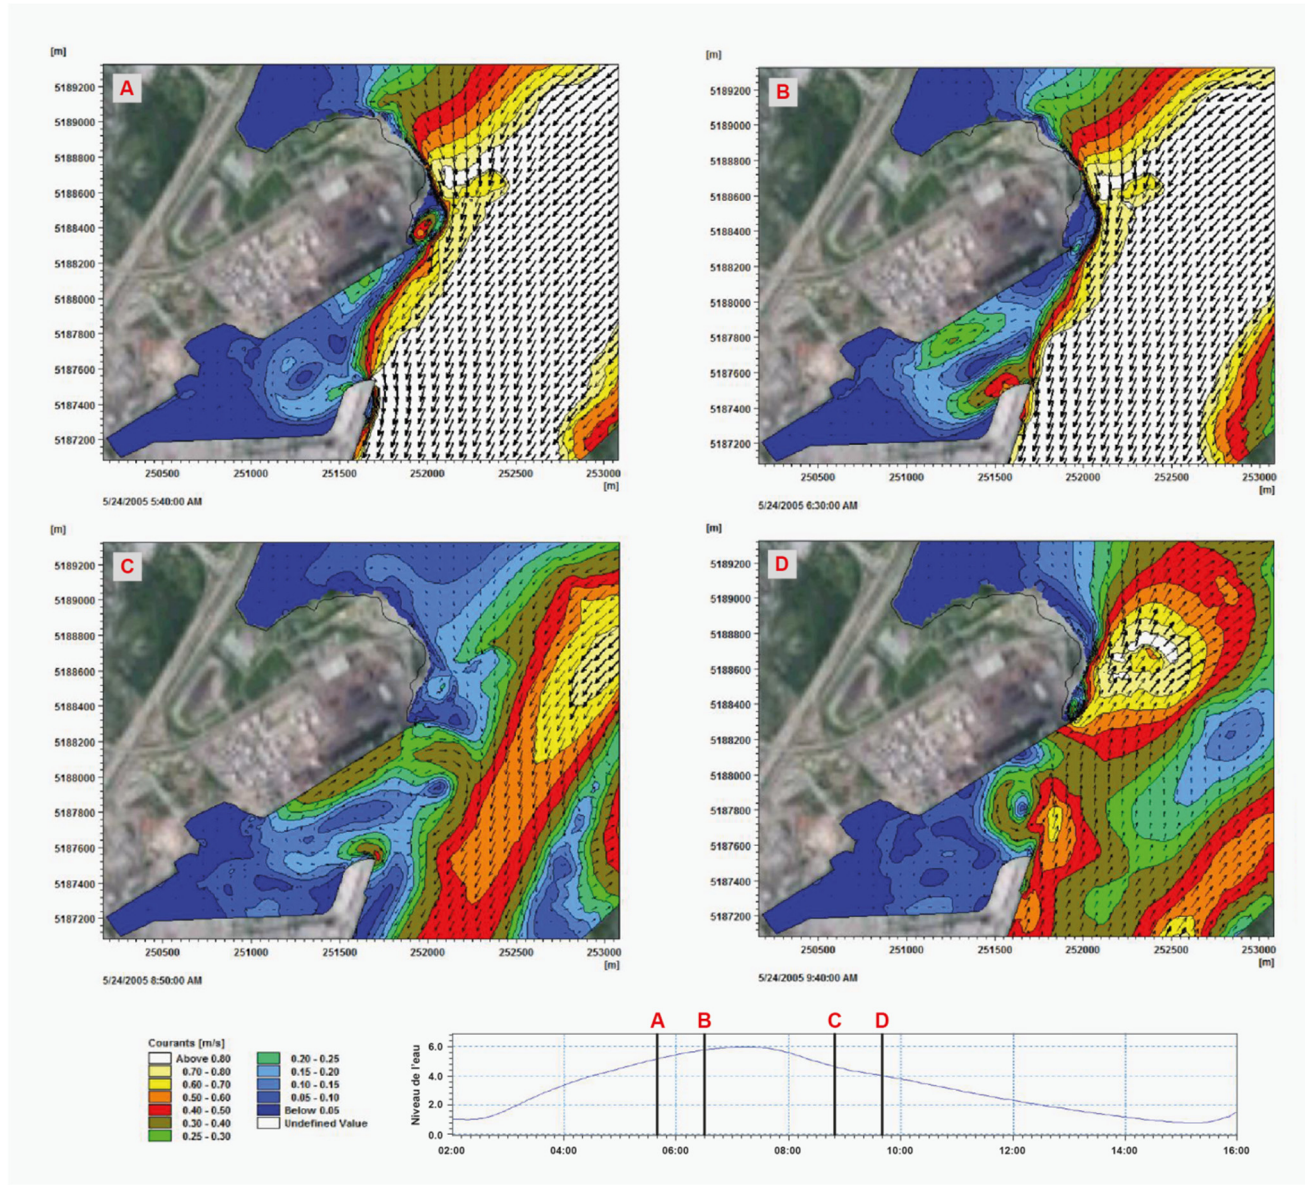 [m]
[m]
A
B
5189200
5189000
5188800
5188600
5188400
5188200
5188000
5187800
5187600
5187400
5187200
5189200
5189000
5188800
5188600
5188400
5188200
5188000
5187800
5187600
5187400
5187200
250500 251000 251500 252000 252500 253000
[m]
250500 251000 251500 252000 252500 253000
[m]
5/24/2005 5:40:00 AM
5/24/2005 6:30:00 AM
[m]
[m]
C
D
5189200
5189000
5188800
5188600
5188400
5188200
5188000
5187800
5187600
5187400
5187200
5189200
5189000
5188800
5188600
5188400
5188200
5188000
5187800
5187600
5187400
5187200
250500 251000 251500 252000 252500 253000
[m]
250500 251000 251500 252000 252500 253000
[m]
5/24/2005 8:50:00 AM
5/24/2005 9:40:00 AM
Courants [m/s]
Above 0.80
0.70 - 0.80
0.60 - 0.70
0.50 - 0.60
0.40 - 0.50
0.30 - 0.40
0.25 - 0.30
0.20 - 0.25
0.15 - 0.20
0.10 - 0.15
0.05 - 0.10
Below 0.05
Undefined Value
A B C D
Niveau de l'eau
6.0
4.0
2.0
0.0
02:00 04:00 06:00 08:00 10:00 12:00 14:00 16:00